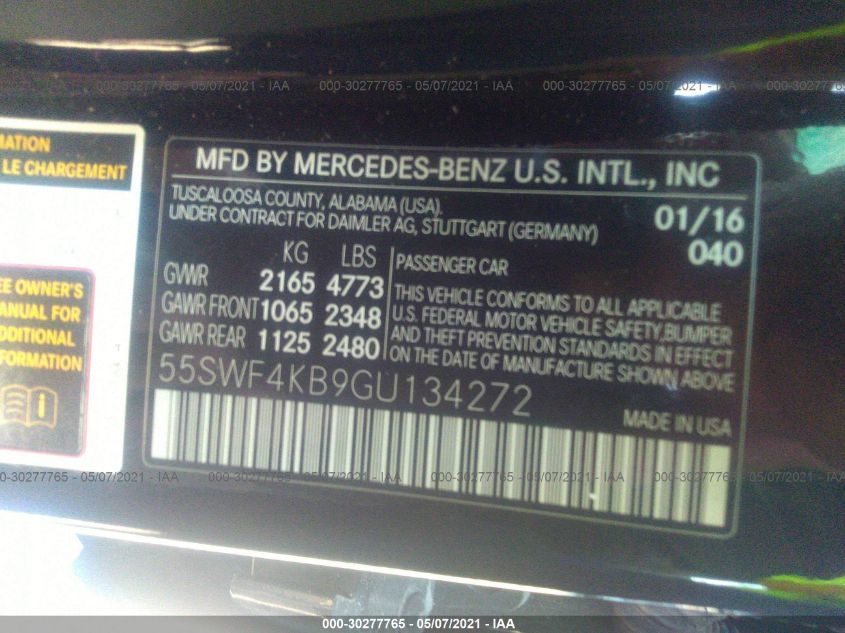 000-30277765 - 05/07/2021 - IAA
MATION
LE CHARGEMENT
EE OWNER'S
MANUAL FOR
ADDITIONAL
FORMATION
MFD BY MERCEDES-BENZ U.S. INTL., INC
TUSCALOOSA COUNTY, ALABAMA (USA).
UNDER CONTRACT FOR DAIMLER AG, STUTTGART (GERMANY)
01/16
040
KG LBS
GVWR 2165 4773
GAWR FRONT 1065 2348
GAWR REAR 1125 2480
PASSENGER CAR
THIS VEHICLE CONFORMS TO ALL APPLICABLE
U.S. FEDERAL MOTOR VEHICLE SAFETY, BUMPER
AND THEFT PREVENTION STANDARDS IN EFFECT
ON THE DATE OF MANUFACTURE SHOWN ABOVE
55SWF4KB9GU134272
MADE IN USA
000-30277765 - 05/07/2021 - IAA
000-30277765 - 05/07/2021 - IAA